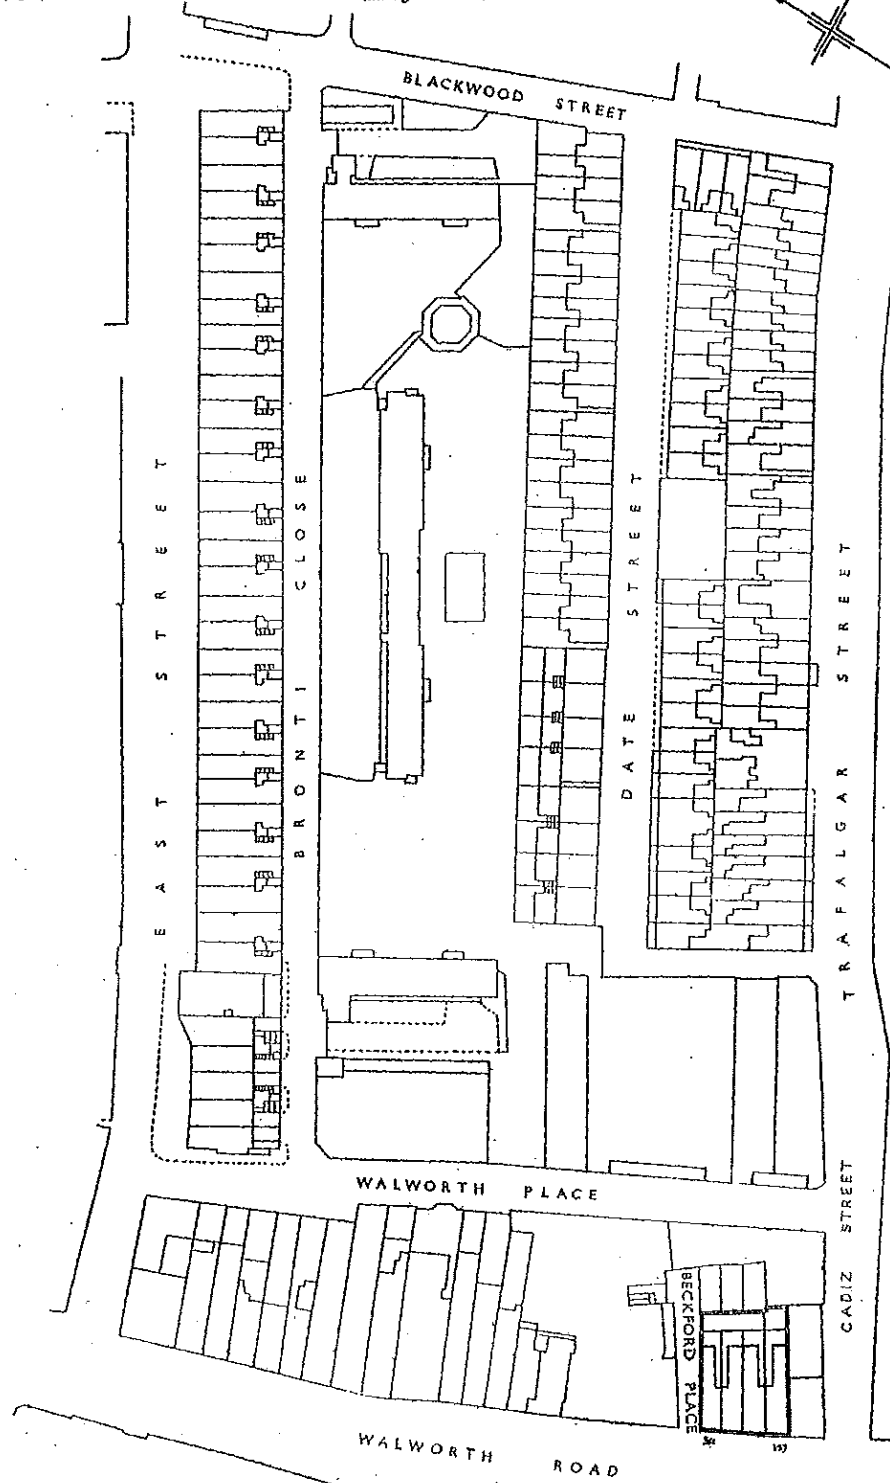 BLACKWOOD STREET
EAST STREET
BRONTI CLOSE
DATE STREET
TRAFALGAR STREET
WALWORTH PLACE
CADIZ STREET
BECKFORD PLACE
WALWORTH ROAD